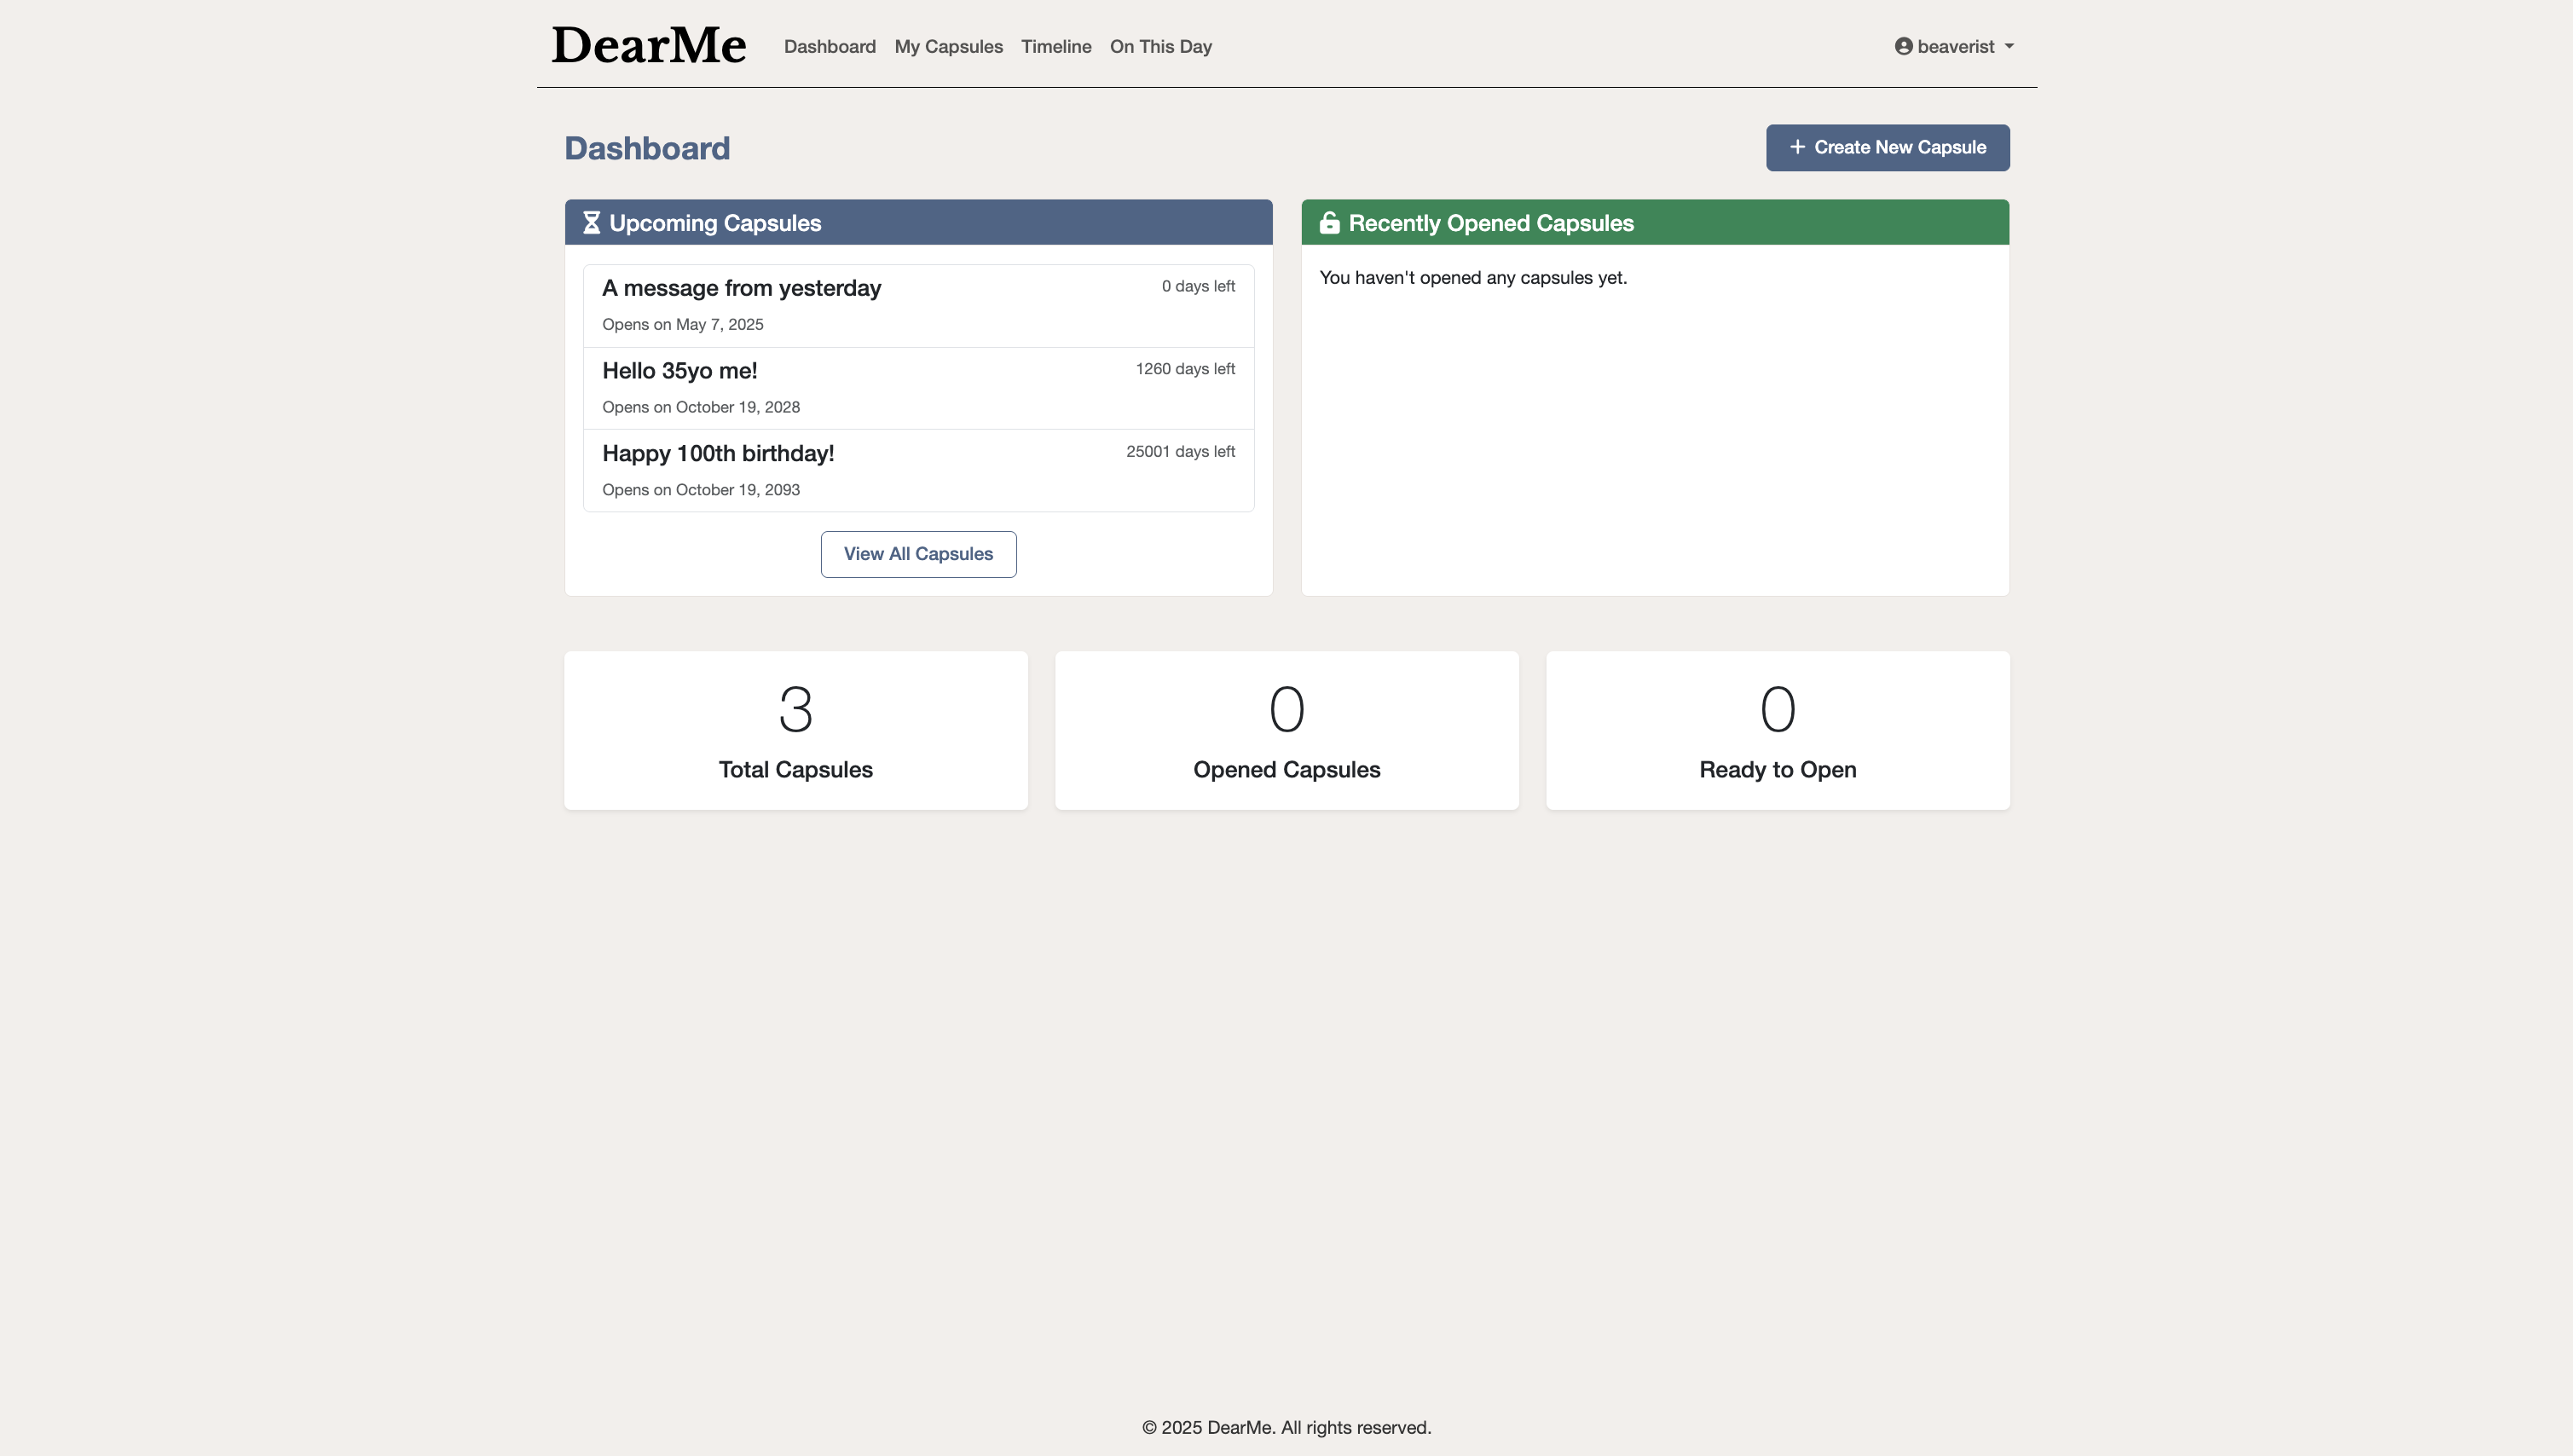 DearMe
Dashboard My Capsules Timeline On This Day
beaverist
Dashboard
Create New Capsule
Upcoming Capsules
A message from yesterday
0 days left
Opens on May 7, 2025
Hello 35yo me!
1260 days left
Opens on October 19, 2028
Happy 100th birthday!
25001 days left
Opens on October 19, 2093
View All Capsules
Recently Opened Capsules
You haven't opened any capsules yet.
3
Total Capsules
0
Opened Capsules
0
Ready to Open
© 2025 DearMe. All rights reserved.